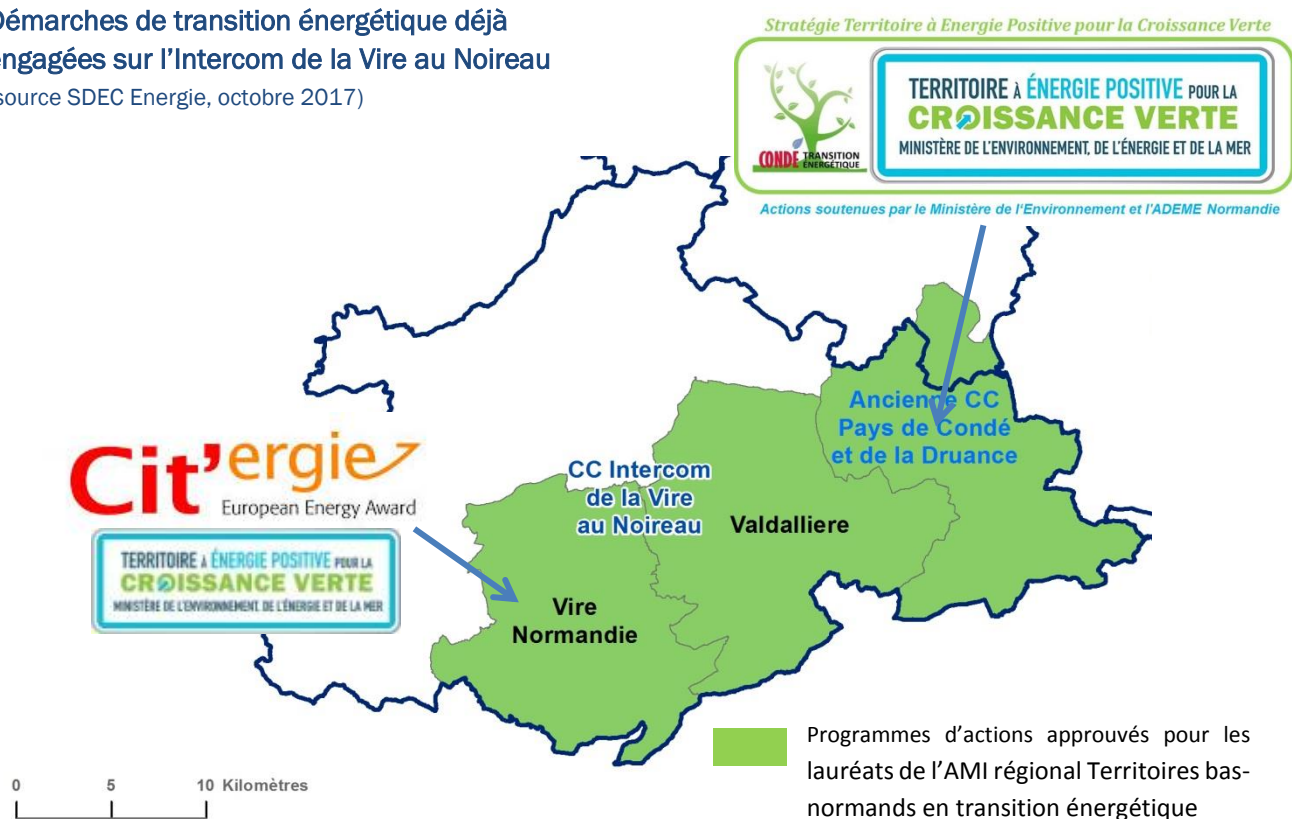 Démarches de transition énergétique déjà
engagées sur l'Intercom de la Vire au Noireau
source SDEC Energie, octobre 2017)
Stratégie Territoire à Energie Positive pour la Croissance Verte
CONDE TRANSITION
ÉNERGÉTIQUE
TERRITOIRE À ÉNERGIE POSITIVE POUR LA
CROISSANCE VERTE
MINISTÈRE DE L'ENVIRONNEMENT, DE L'ÉNERGIE ET DE LA MER
Actions soutenues par le Ministère de l'Environnement et l'ADEME Normandie
Ancienne CC
Pays de Condé
et de la Druance
Cit'ergie
European Energy Award
TERRITOIRE À ÉNERGIE POSITIVE POUR LA
CROISSANCE VERTE
MINISTÈRE DE L'ENVIRONNEMENT, DE L'ÉNERGIE ET DE LA MER
CC Intercom
de la Vire
au Noireau
Valdalliere
Vire
Normandie
Programmes d'actions approuvés pour les
lauréats de l'AMI régional Territoires bas-
normands en transition énergétique
0 5 10 Kilomètres